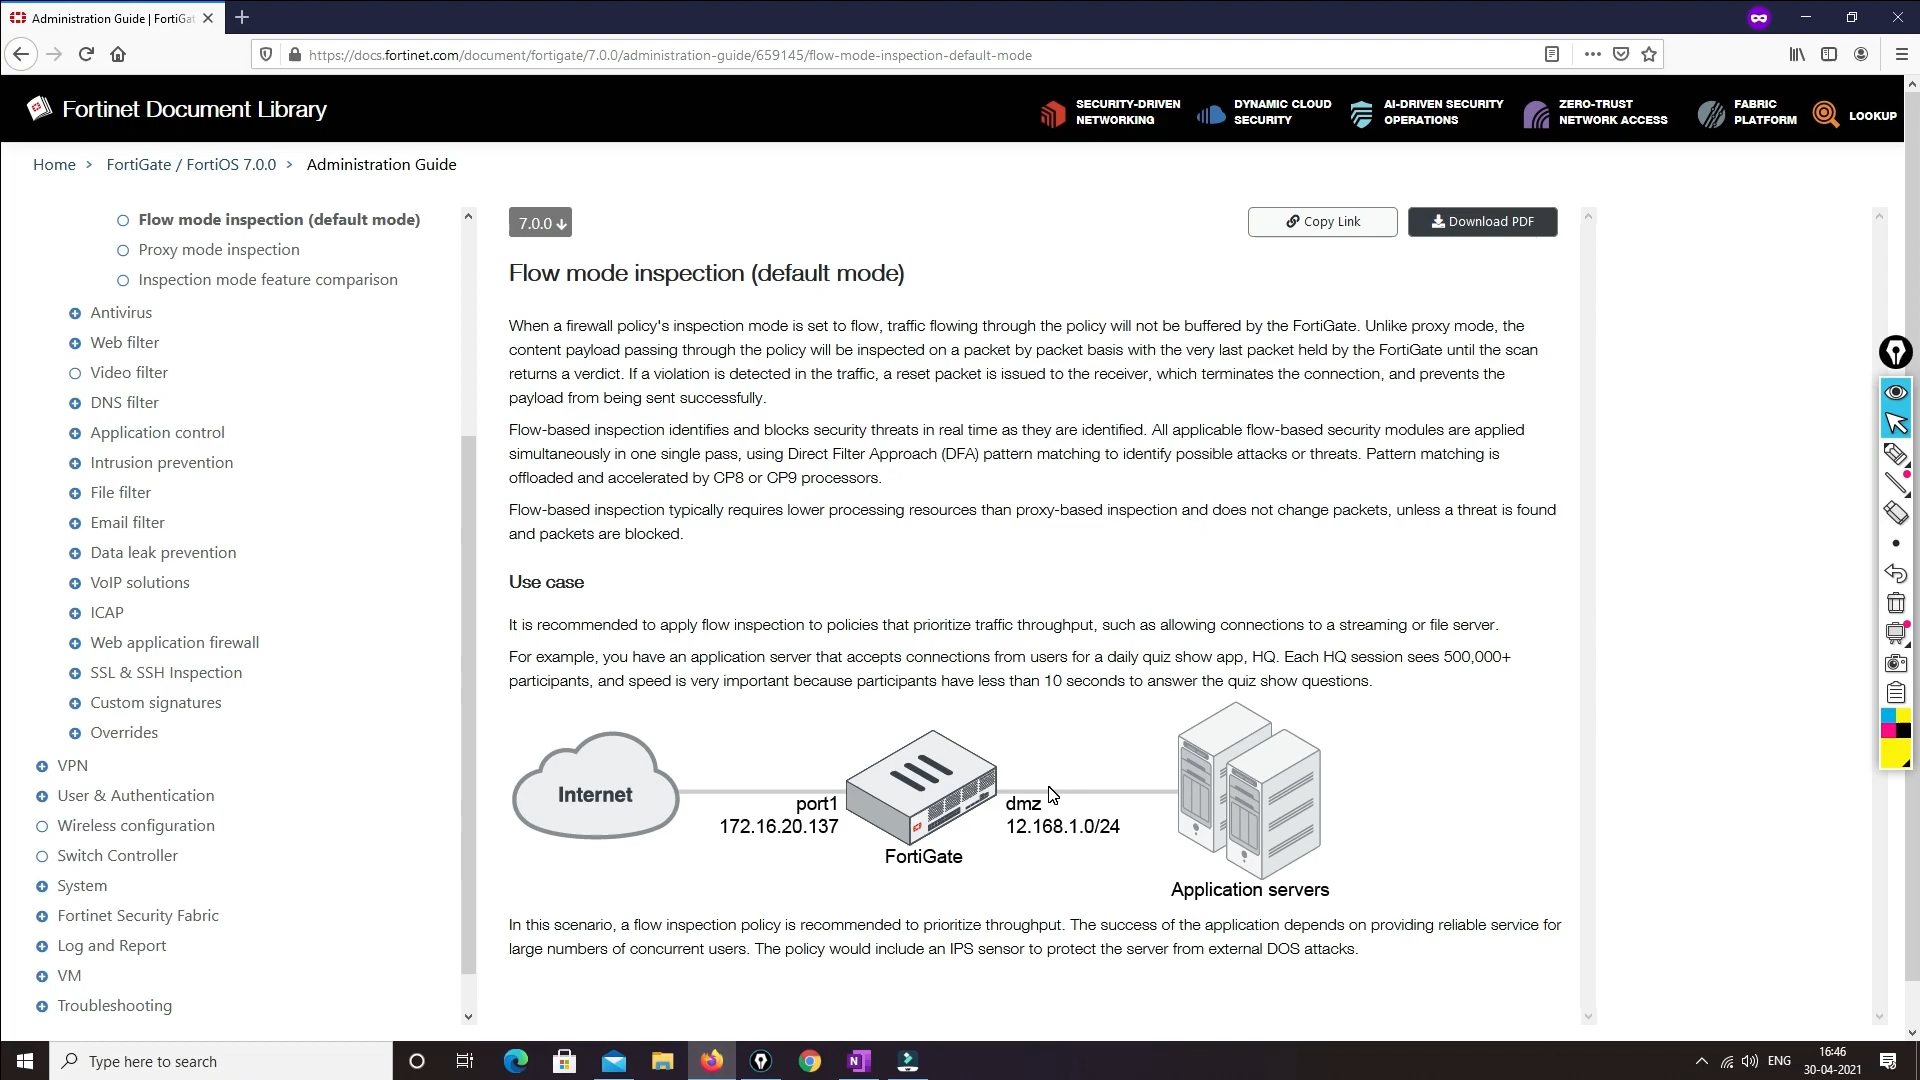 Administration Guide | FortiGat
https://docs.fortinet.com/document/fortigate/7.0.0/administration-guide/659145/flow-mode-inspection-default-mode
Fortinet Document Library
SECURITY-DRIVEN
NETWORKING
DYNAMIC CLOUD
SECURITY
AI-DRIVEN SECURITY
OPERATIONS
ZERO-TRUST
NETWORK ACCESS
FABRIC
PLATFORM
LOOKUP
Home > FortiGate / FortiOS 7.0.0 > Administration Guide
Flow mode inspection (default mode)
Proxy mode inspection
Inspection mode feature comparison
Antivirus
Web filter
Video filter
DNS filter
Application control
Intrusion prevention
File filter
Email filter
Data leak prevention
VoIP solutions
ICAP
Web application firewall
SSL & SSH Inspection
Custom signatures
Overrides
VPN
User & Authentication
Wireless configuration
Switch Controller
System
Fortinet Security Fabric
Log and Report
VM
Troubleshooting
7.0.0
Copy Link
Download PDF
Flow mode inspection (default mode)
When a firewall policy's inspection mode is set to flow, traffic flowing through the policy will not be buffered by the FortiGate. Unlike proxy mode, the
content payload passing through the policy will be inspected on a packet by packet basis with the very last packet held by the FortiGate until the scan
returns a verdict. If a violation is detected in the traffic, a reset packet is issued to the receiver, which terminates the connection, and prevents the
payload from being sent successfully.
Flow-based inspection identifies and blocks security threats in real time as they are identified. All applicable flow-based security modules are applied
simultaneously in one single pass, using Direct Filter Approach (DFA) pattern matching to identify possible attacks or threats. Pattern matching is
offloaded and accelerated by CP8 or CP9 processors.
Flow-based inspection typically requires lower processing resources than proxy-based inspection and does not change packets, unless a threat is found
and packets are blocked.
Use case
It is recommended to apply flow inspection to policies that prioritize traffic throughput, such as allowing connections to a streaming or file server.
For example, you have an application server that accepts connections from users for a daily quiz show app, HQ. Each HQ session sees 500,000+
participants, and speed is very important because participants have less than 10 seconds to answer the quiz show questions.
Internet
port1
172.16.20.137
FortiGate
dmz
12.168.1.0/24
Application servers
In this scenario, a flow inspection policy is recommended to prioritize throughput. The success of the application depends on providing reliable service for
large numbers of concurrent users. The policy would include an IPS sensor to protect the server from external DOS attacks.
Type here to search
ENG
16:46
30-04-2021